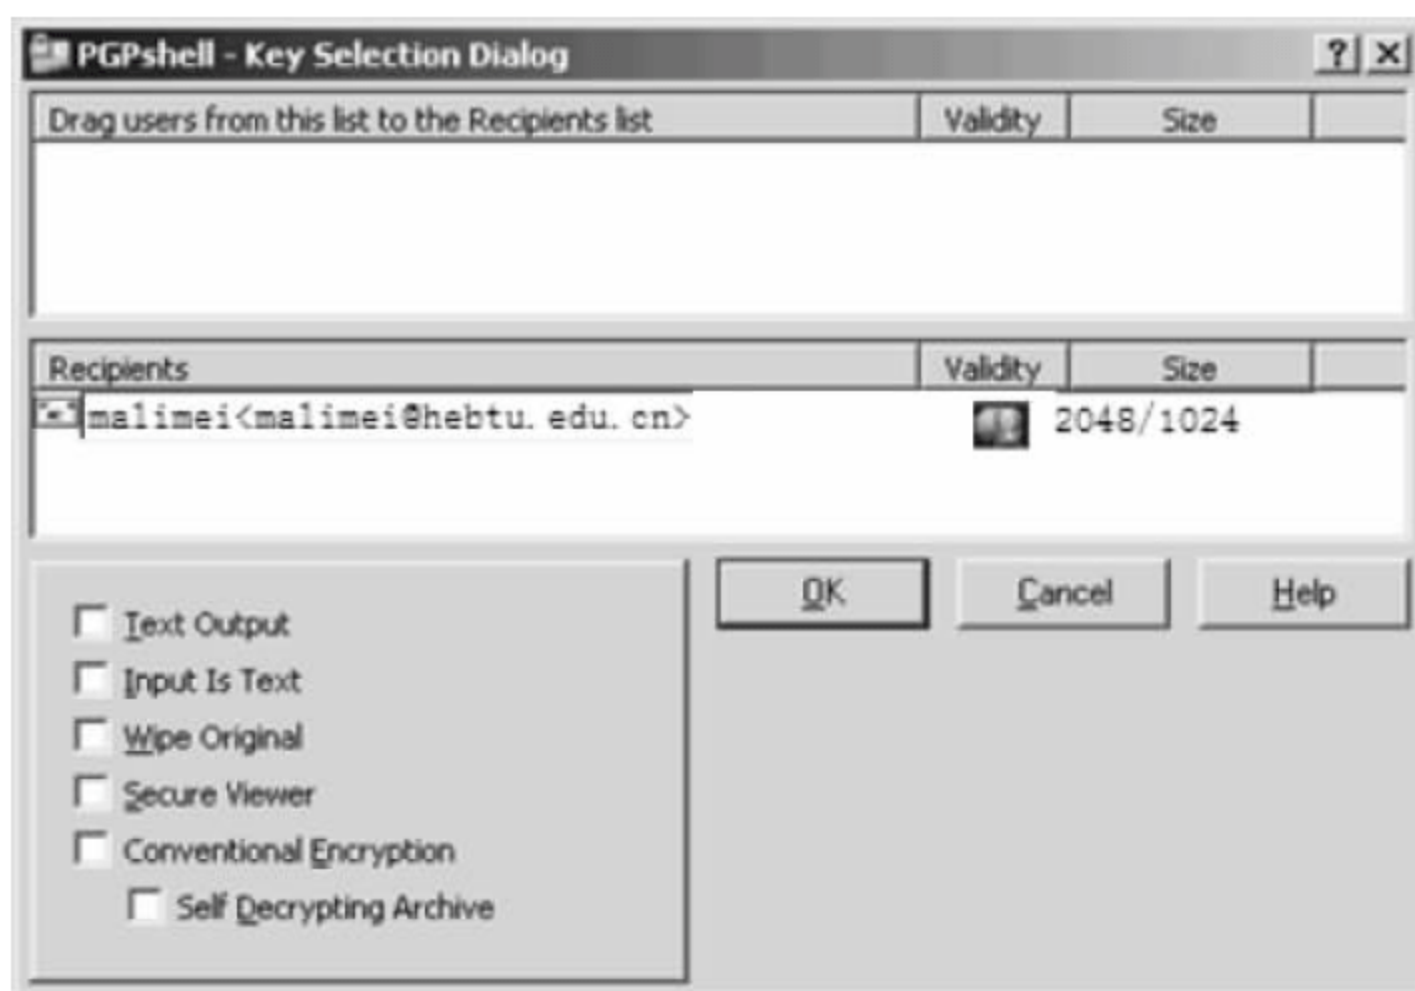 PGPshell - Key Selection Dialog
Drag users from this list to the Recipients list Validity Size
Recipients Validity Size
malimei<malimei@hebtu.edu.cn> 2048/1024
OK Cancel Help
Text Output
Input Is Text
Wipe Original
Secure Viewer
Conventional Encryption
Self Decrypting Archive